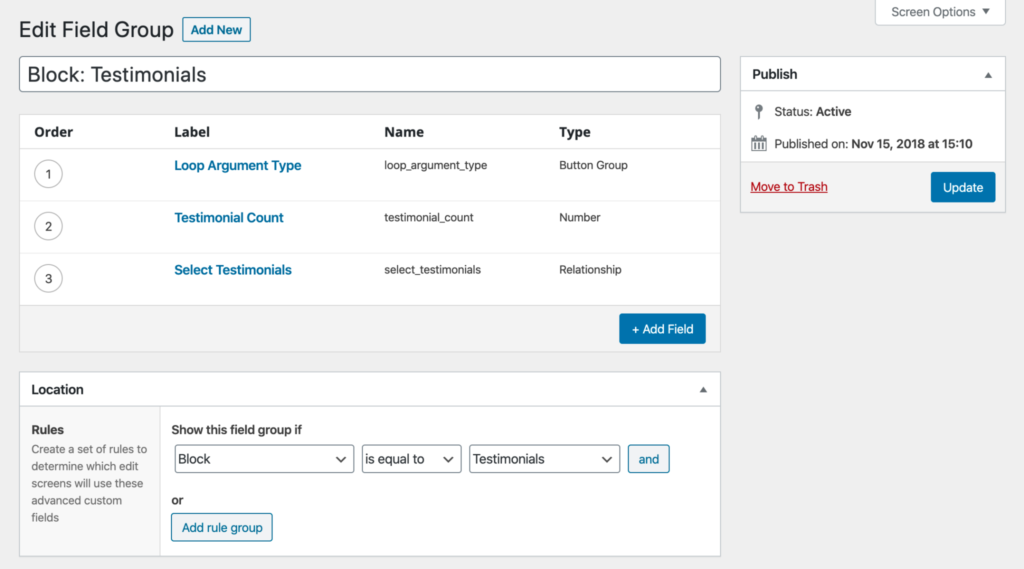 Screen Options
Edit Field Group Add New
Block: Testimonials
Order Label Name Type
1 Loop Argument Type loop_argument_type Button Group
2 Testimonial Count testimonial_count Number
3 Select Testimonials select_testimonials Relationship
+ Add Field
Publish
Status: Active
Published on: Nov 15, 2018 at 15:10
Move to Trash Update
Location
Rules
Create a set of rules to
determine which edit
screens will use these
advanced custom
fields
Show this field group if
Block is equal to Testimonials and
or
Add rule group